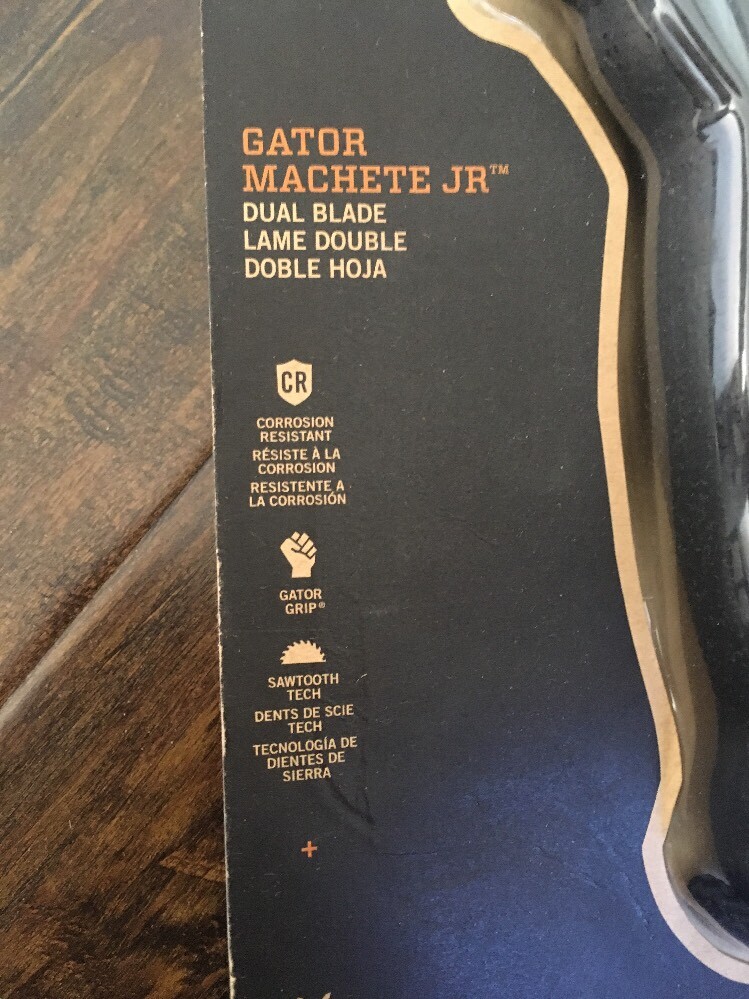 GATOR
MACHETE JR™
DUAL BLADE
LAME DOUBLE
DOBLE HOJA
CR
CORROSION
RESISTANT
RÉSISTE À LA
CORROSION
RESISTENTE A
LA CORROSIÓN
GATOR
GRIP®
SAWTOOTH
TECH
DENTS DE SCIE
TECH
TECNOLOGÍA DE
DIENTES DE
SIERRA
+